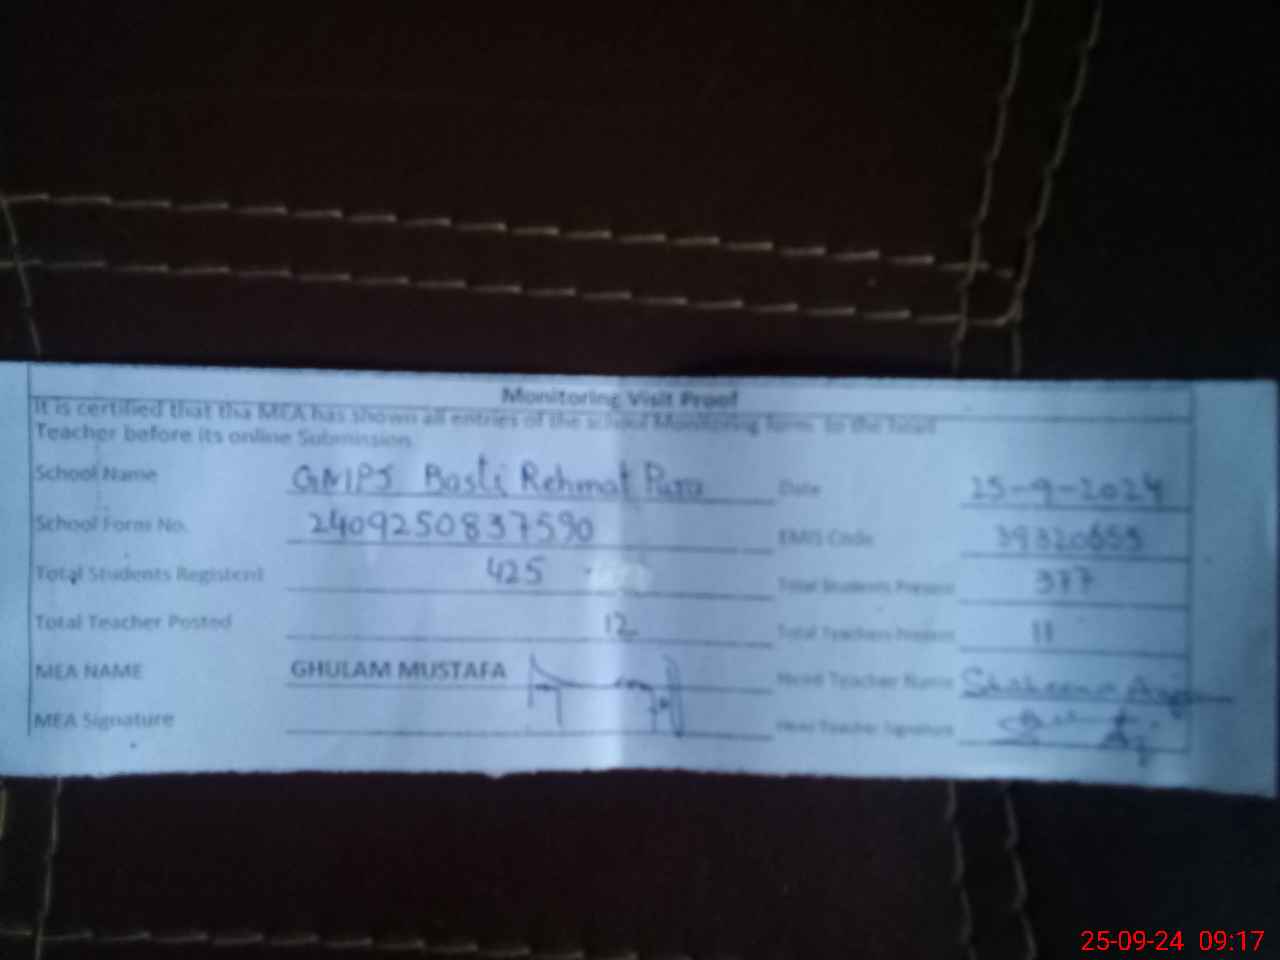 Monitoring Visit Proof
It is certified that tha MEA has shown all entries of the school Monitoring form to the head
Teacher before its online Submission
School Name GMPS Basti Rehmat Pura Date 25-9-2024
School Form No. 2409250837590 EMIS Code 39320655
Total Students Registerd 425 Total Students Present 377
Total Teacher Posted 12 Total Teachers Present 11
MEA NAME GHULAM MUSTAFA Head Teacher Name Shaheena
MEA Signature Head Teacher Signature
25-09-24 09:17